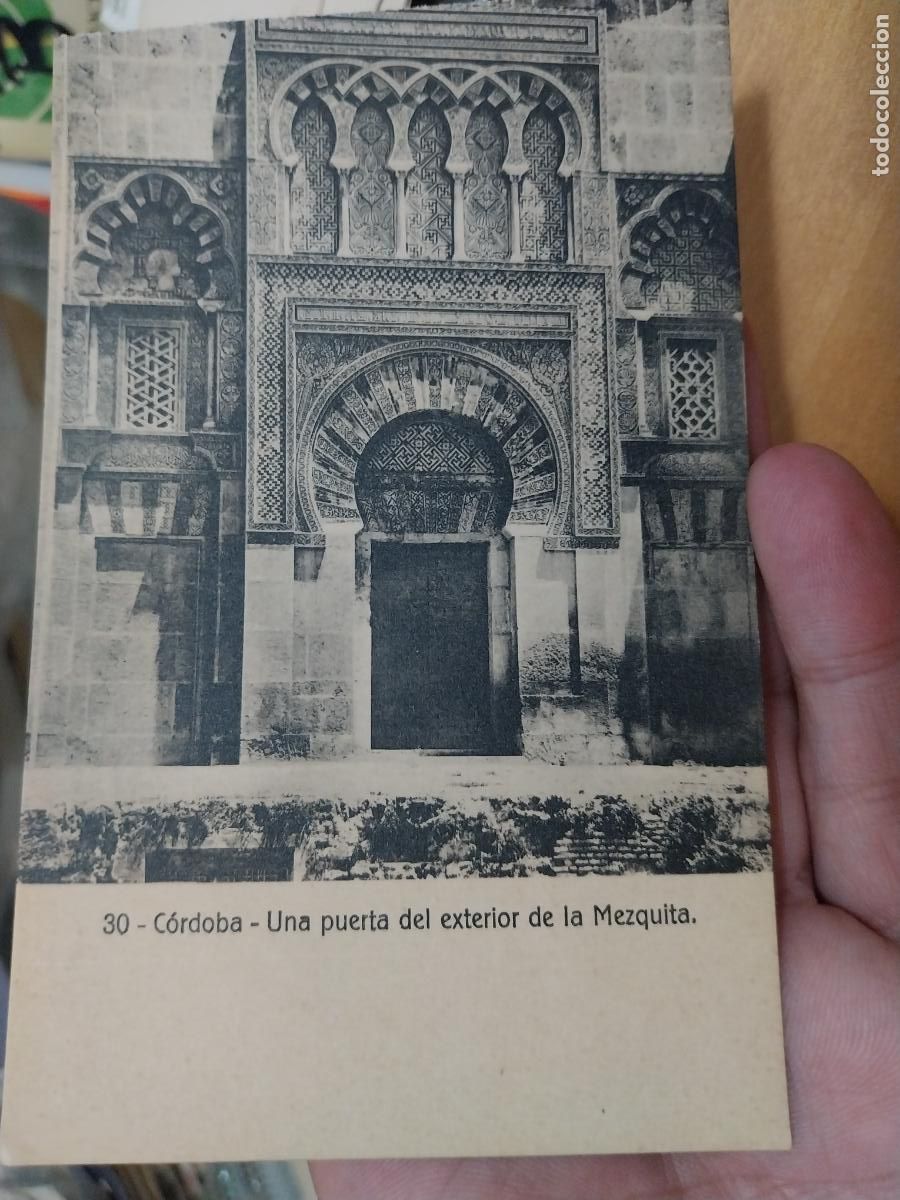 30 - Córdoba - Una puerta del exterior de la Mezquita.
todocoleccion